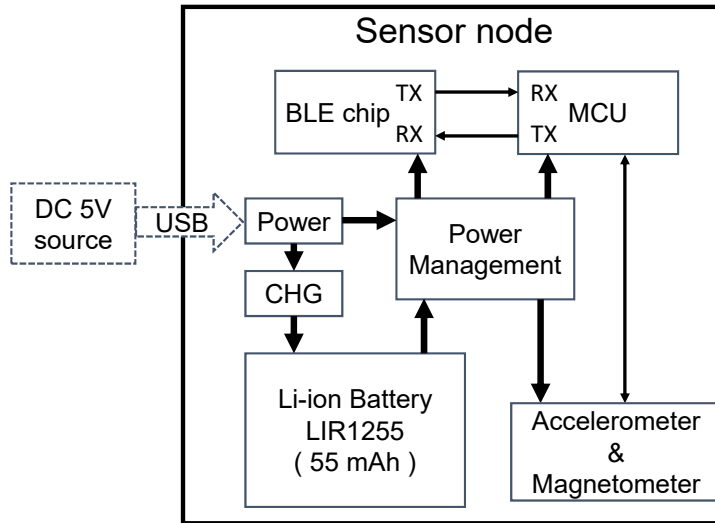 Sensor node
BLE chip
TX
RX
RX
TX
MCU
DC 5V
source
USB
Power
Power
Management
CHG
Li-ion Battery
LIR1255
( 55 mAh )
Accelerometer
&
Magnetometer